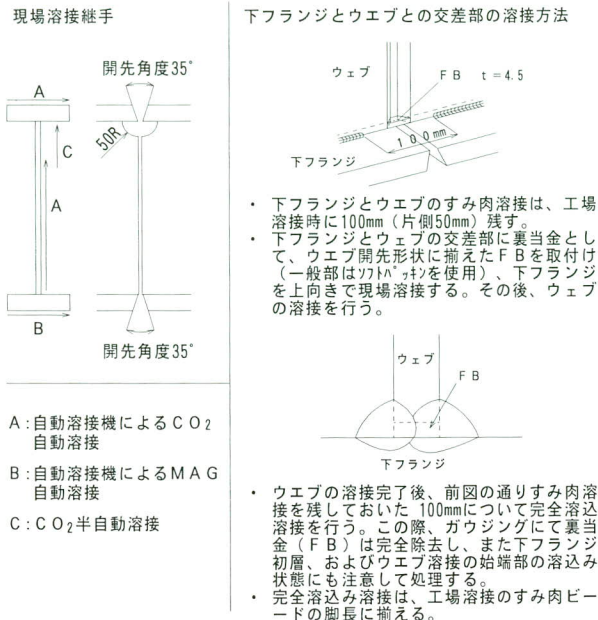 現場溶接継手
開先角度35°
A
50R
C
A
B
開先角度35°
A:自動溶接機によるCO2
自動溶接
B:自動溶接機によるMAG
自動溶接
C:CO2半自動溶接
下フランジとウエブとの交差部の溶接方法
ウェブ
FB t=4.5
100mm
下フランジ
・ 下フランジとウエブのすみ肉溶接は、工場
溶接時に100mm(片側50mm)残す。
・ 下フランジとウェブの交差部に裏当金とし
て、ウエブ開先形状に揃えたFBを取付け
(一般部はソフトパッキンを使用)、下フランジ
を上向きで現場溶接する。その後、ウェブ
の溶接を行う。
ウェブ
FB
下フランジ
・ ウエブの溶接完了後、前図の通りすみ肉溶
接を残しておいた 100mmについて完全溶込
溶接を行う。この際、ガウジングにて裏当
金(FB)は完全除去し、また下フランジ
初層、およびウエブ溶接の始端部の溶込み
状態にも注意して処理する。
・ 完全溶込み溶接は、工場溶接のすみ肉ビー
ードの脚長に揃える。